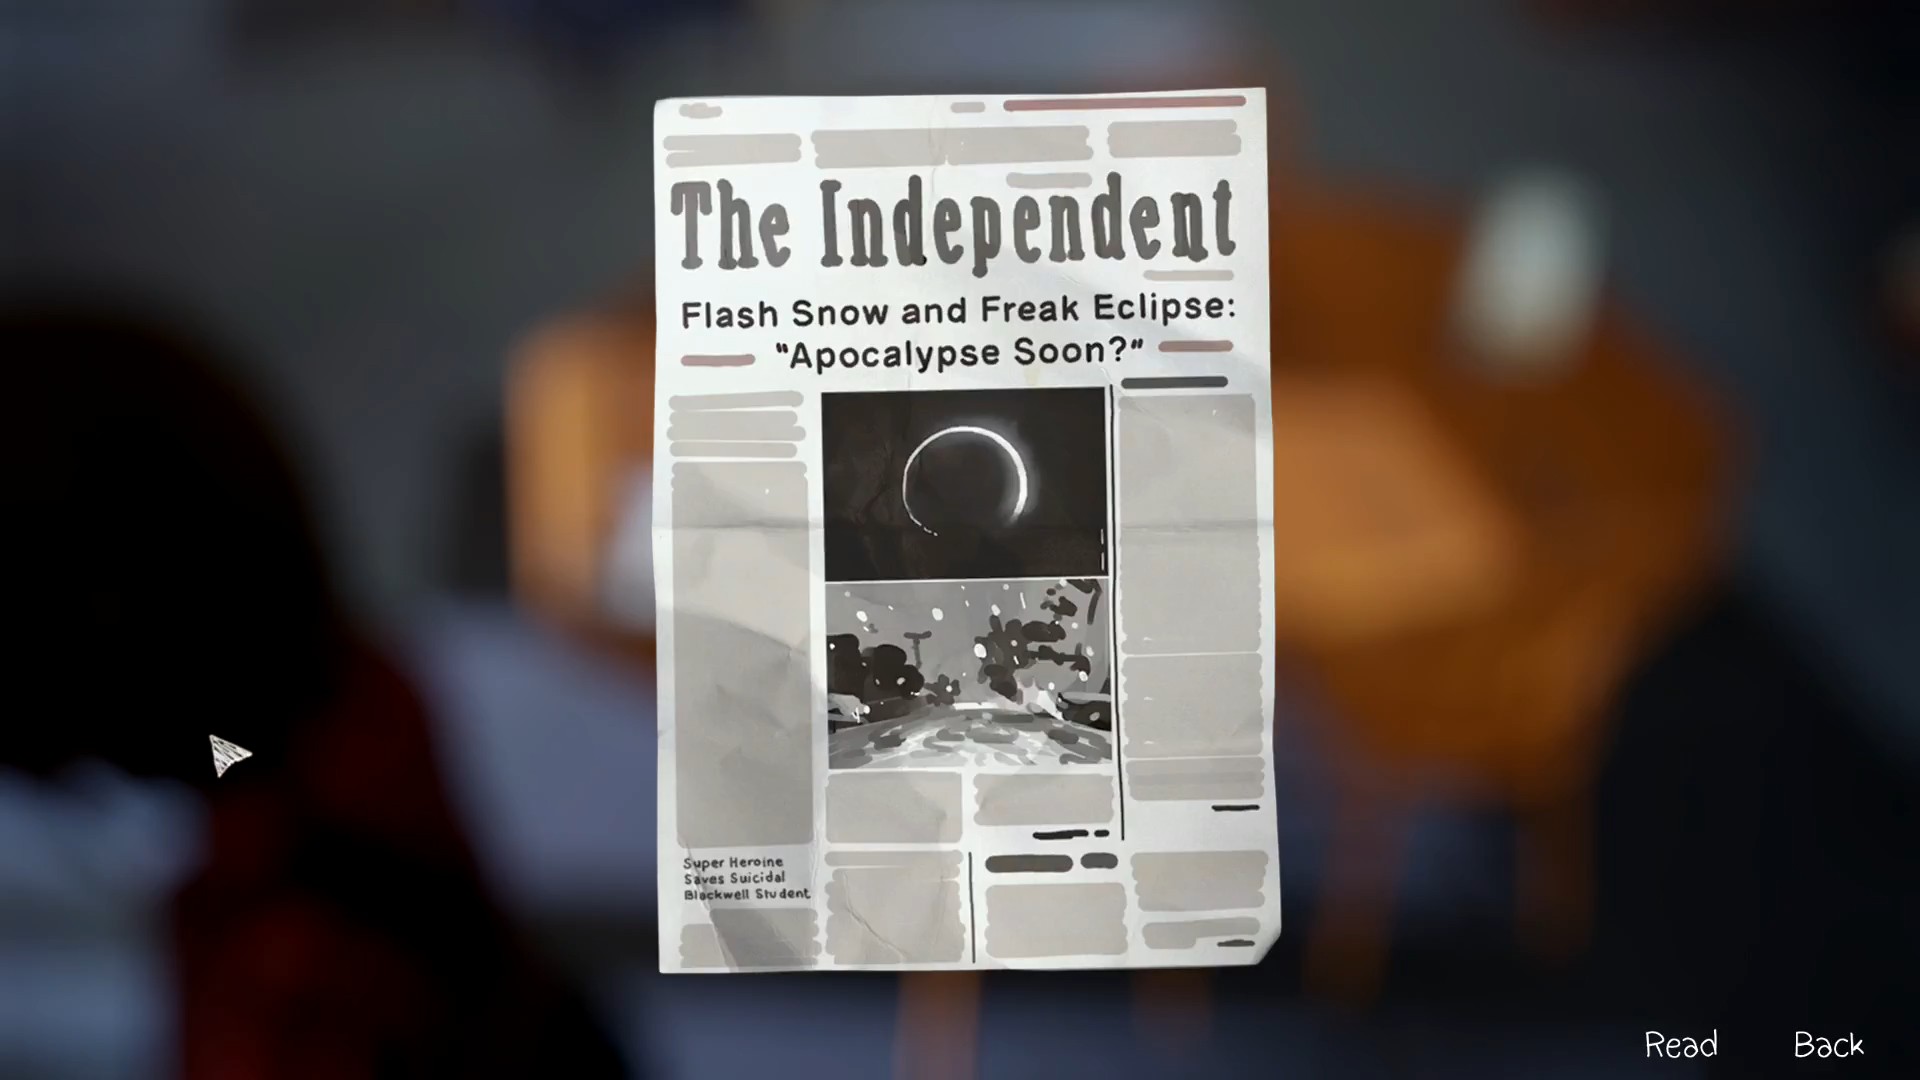 The Independent
Flash Snow and Freak Eclipse:
"Apocalypse Soon?"
Super Heroine
Saves Suicidal
Blackwell Student
Read Back